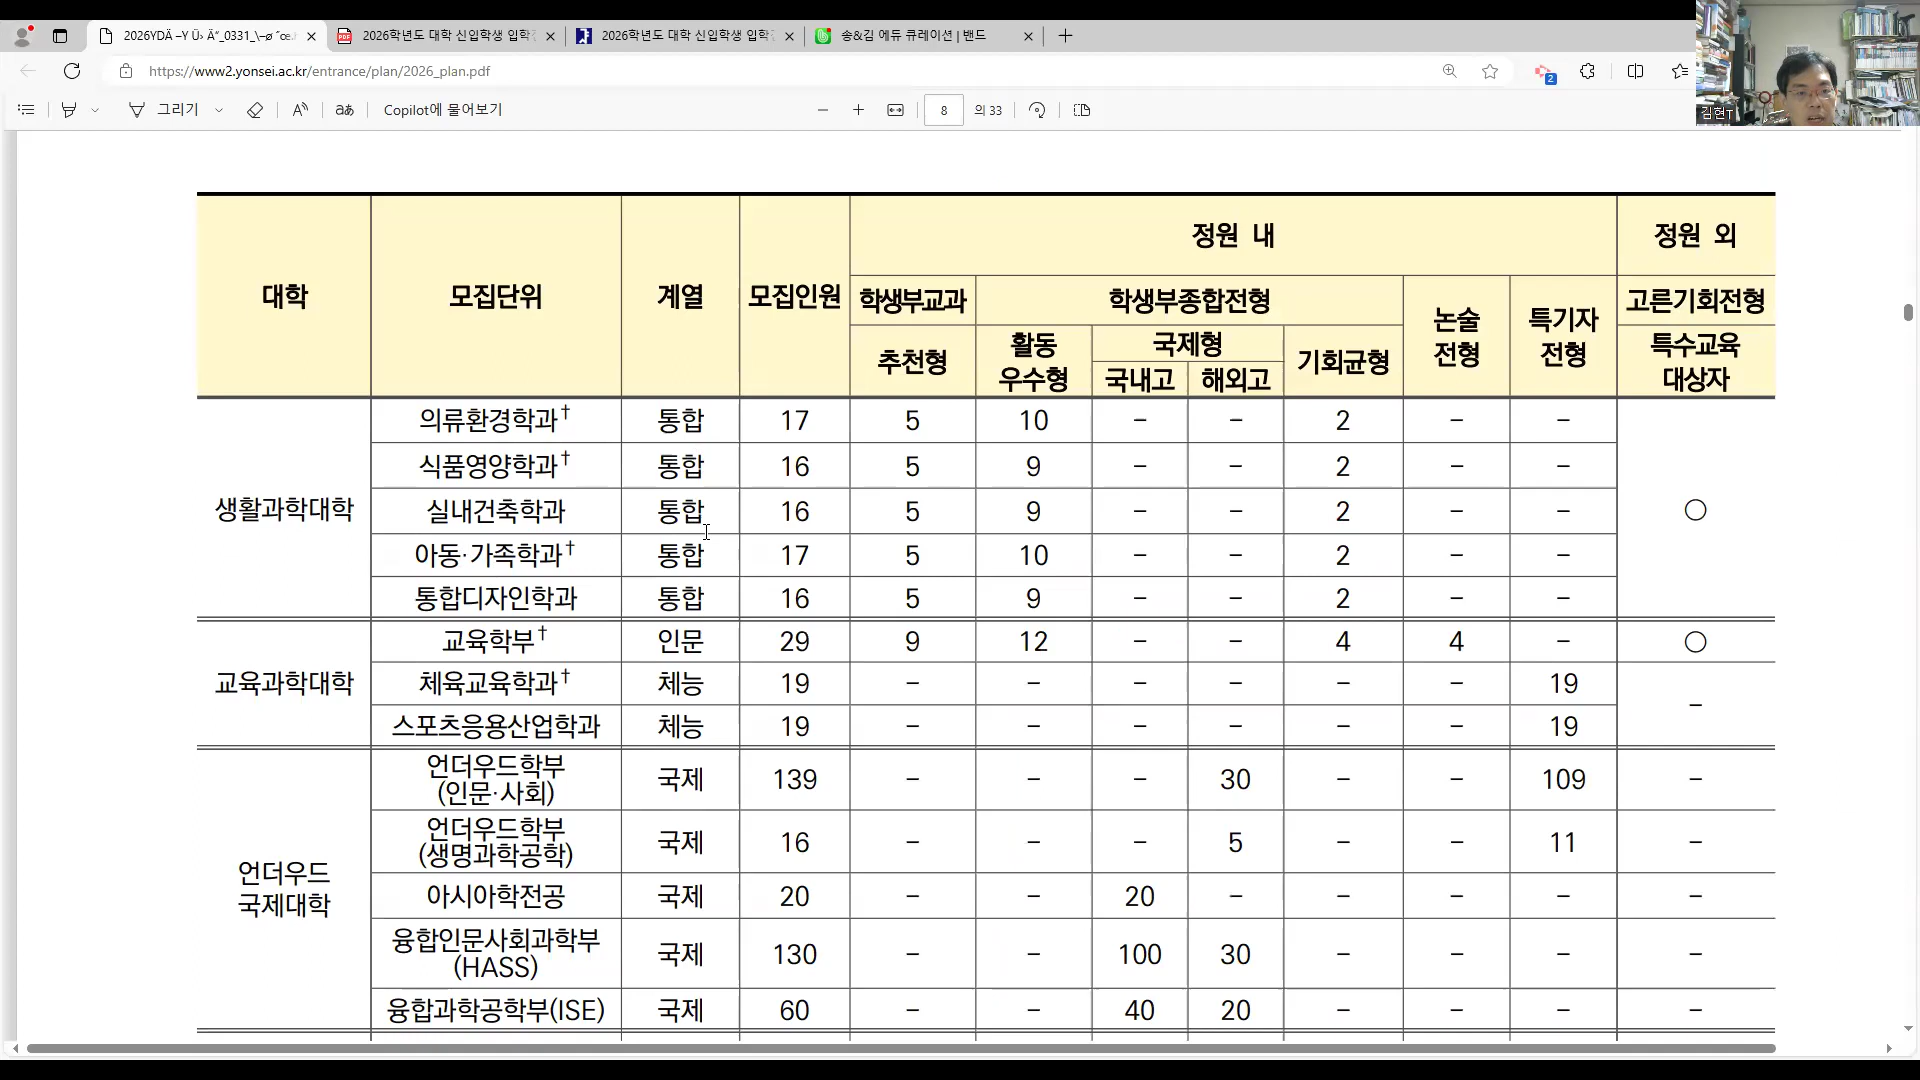 2026학년도 대학 신입학생 입학
2026학년도 대학 신입학생 입학
송&김 에듀 큐레이션 | 밴드
https://www2.yonsei.ac.kr/entrance/plan/2026_plan.pdf
2
그리기
Copilot에 물어보기
8 의 33
김현T
대학 모집단위 계열 모집인원 정원 내 정원 외
학생부교과 학생부종합전형 논술 전형 특기자 전형 고른기회전형
추천형 활동 우수형 국제형 기회균형 특수교육 대상자
국내고 해외고
생활과학대학 의류환경학과† 통합 17 5 10 – – 2 – – ○
식품영양학과† 통합 16 5 9 – – 2 – –
실내건축학과 통합 16 5 9 – – 2 – –
아동·가족학과† 통합 17 5 10 – – 2 – –
통합디자인학과 통합 16 5 9 – – 2 – –
교육과학대학 교육학부† 인문 29 9 12 – – 4 4 – ○
체육교육학과† 체능 19 – – – – – – 19 –
스포츠응용산업학과 체능 19 – – – – – – 19
언더우드 국제대학 언더우드학부 (인문·사회) 국제 139 – – – 30 – – 109 –
언더우드학부 (생명과학공학) 국제 16 – – – 5 – – 11 –
아시아학전공 국제 20 – – 20 – – – – –
융합인문사회과학부 (HASS) 국제 130 – – 100 30 – – – –
융합과학공학부(ISE) 국제 60 – – 40 20 – – – –